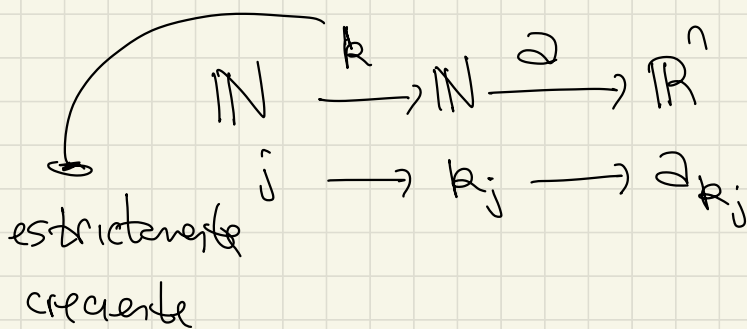 ℕ --k--> ℕ --a--> ℝⁿ
j ⟶ k_j ⟶ a_{k_j}
estrictamente
creciente